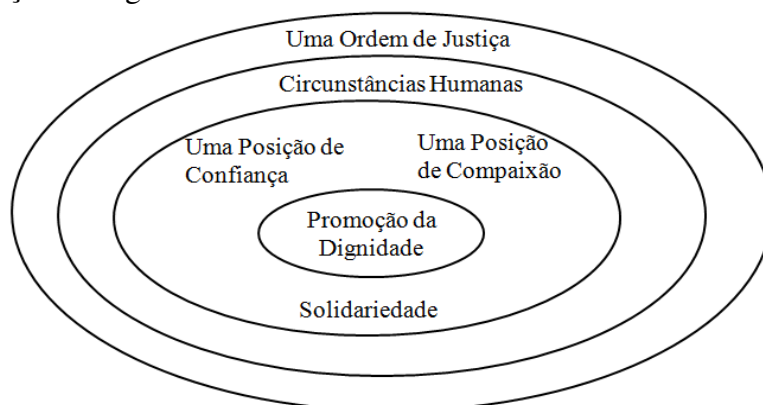 Uma Ordem de Justiça
Circunstâncias Humanas
Uma Posição de
Confiança
Uma Posição
de Compaixão
Promoção da
Dignidade
Solidariedade